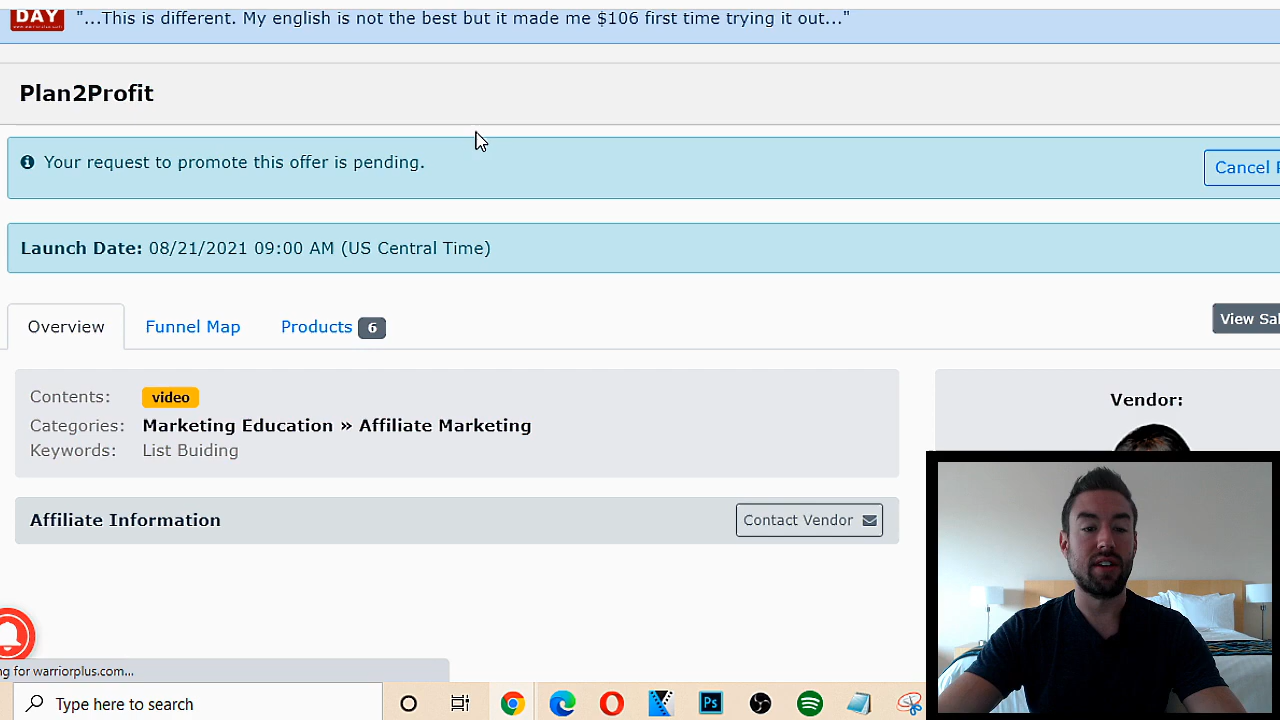 DAY
"...This is different. My english is not the best but it made me $106 first time trying it out..."
Plan2Profit
Your request to promote this offer is pending.
Cancel
Launch Date: 08/21/2021 09:00 AM (US Central Time)
Overview
Funnel Map
Products 6
View Sal
Contents: video
Categories: Marketing Education » Affiliate Marketing
Keywords: List Buiding
Vendor:
Affiliate Information
Contact Vendor
ng for warriorplus.com...
Type here to search
Ps